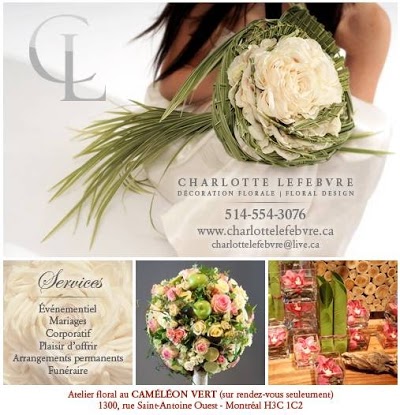 CL
CHARLOTTE LEFEBVRE
DÉCORATION FLORALE | FLORAL DESIGN
514-554-3076
www.charlottelefebvre.ca
charlottelefebvre@live.ca
Services
Événementiel
Mariages
Corporatif
Plaisir d'offrir
Arrangements permanents
Funéraire
Atelier floral au CAMÉLÉON VERT (sur rendez-vous seuleument)
1300, rue Saint-Antoine Ouest - Montréal H3C 1C2